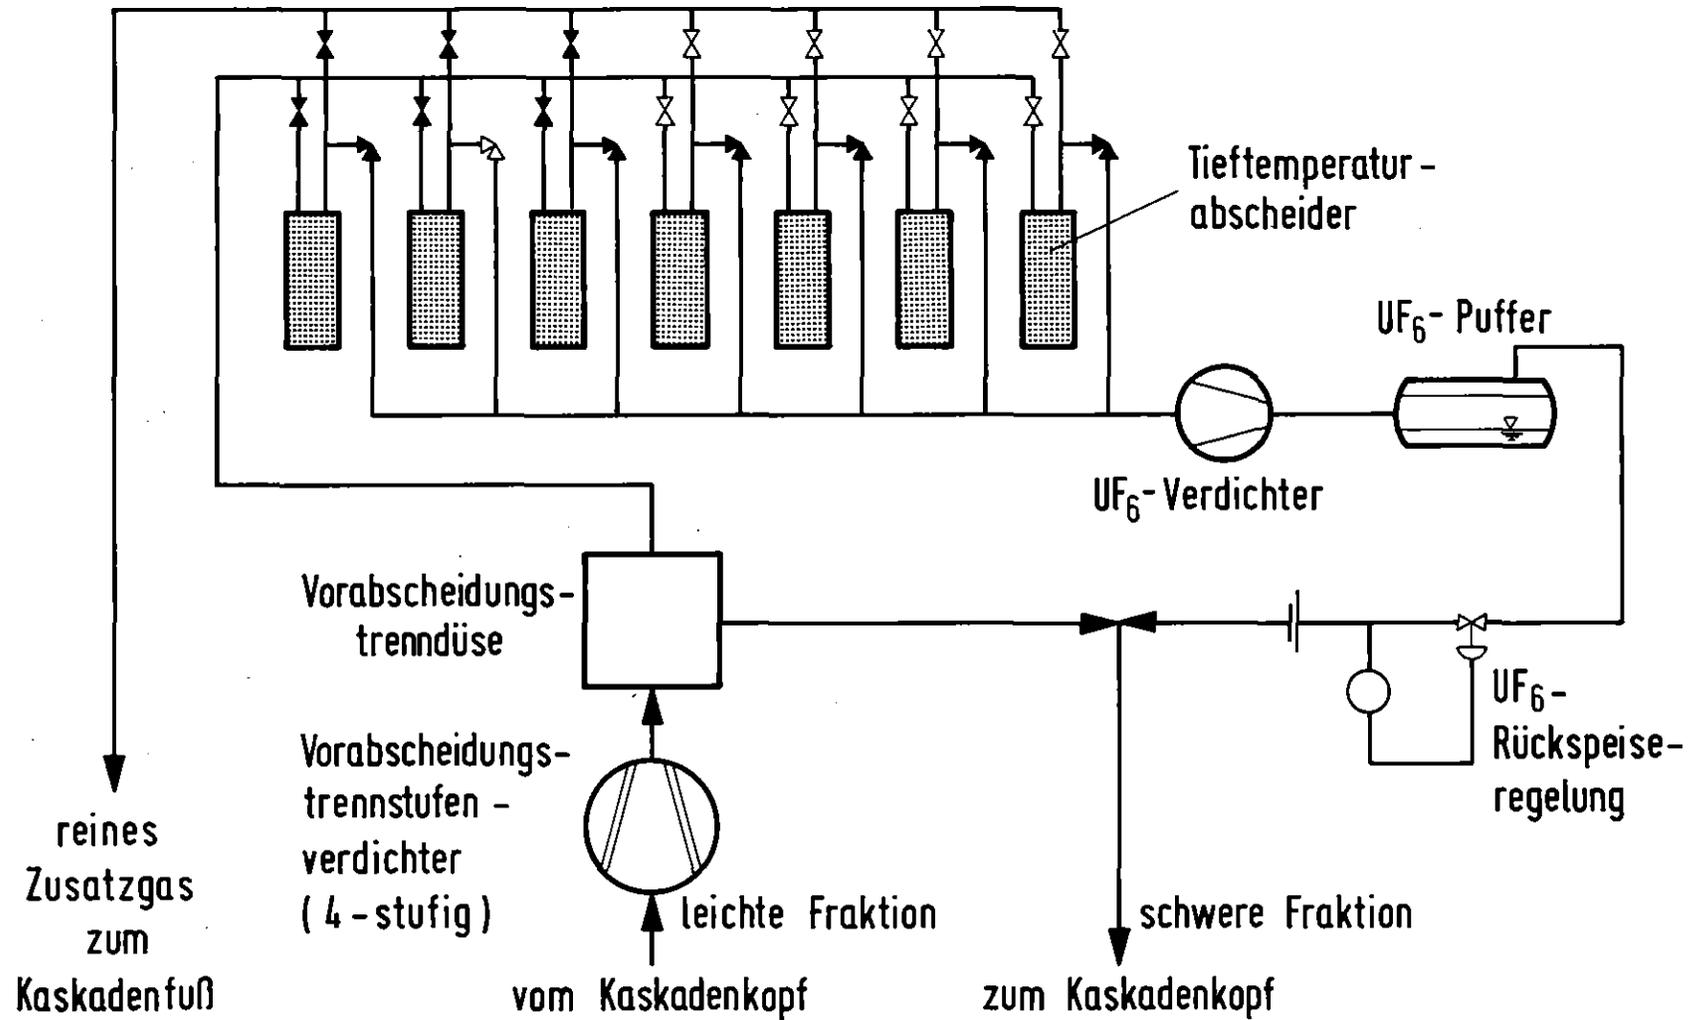 Tieftemperatur-
abscheider
UF6-Puffer
UF6-Verdichter
Vorabscheidungs-
trenndüse
UF6-
Rückspeise-
regelung
Vorabscheidungs-
trennstufen-
verdichter
(4-stufig)
reines
Zusatzgas
zum
Kaskadenfuß
leichte Fraktion
vom Kaskadenkopf
schwere Fraktion
zum Kaskadenkopf